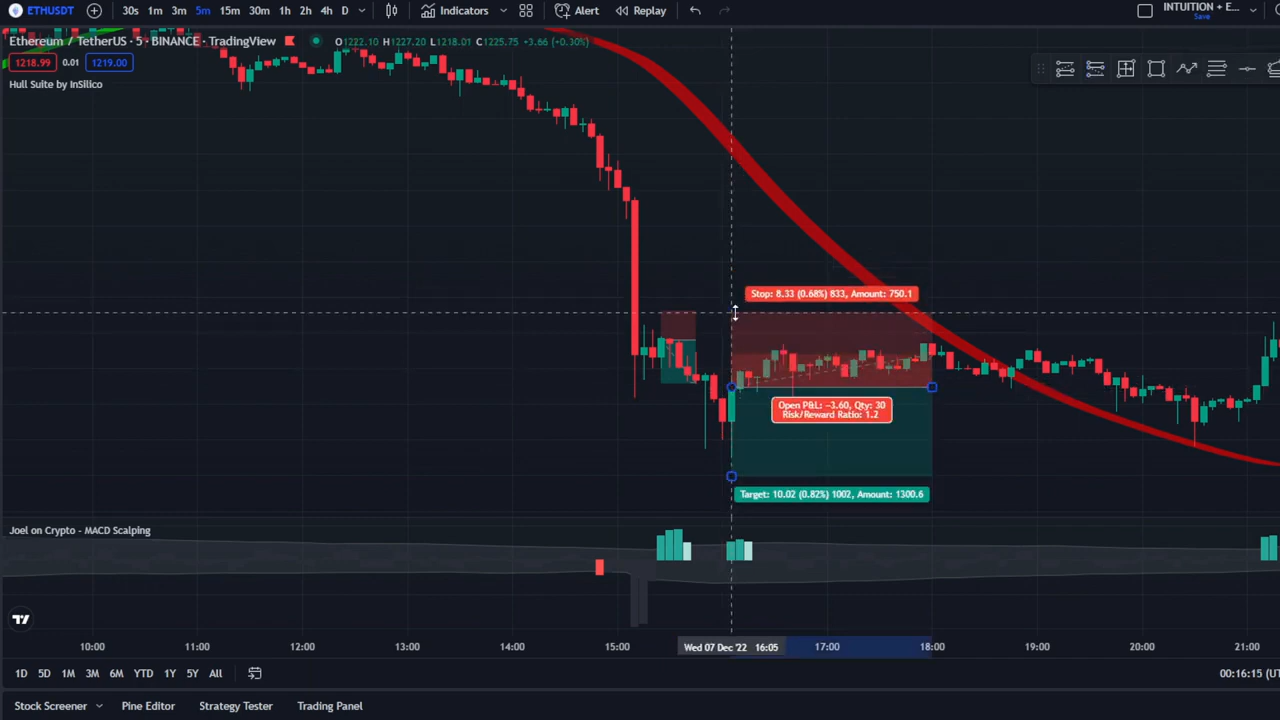 ETHUSDT 30s 1m 3m 5m 15m 30m 1h 2h 4h D Indicators Alert Replay INTUITION + E...
Save
Ethereum / TetherUS · 5 · BINANCE · TradingView O1222.10 H1227.20 L1218.01 C1225.75 +3.66 (+0.30%)
1218.99 0.01 1219.00
Hull Suite by InSilico
Stop: 8.33 (0.68%) 833, Amount: 750.1
Open P&L: −3.60, Qty: 30
Risk/Reward Ratio: 1.2
Target: 10.02 (0.82%) 1002, Amount: 1300.6
Joel on Crypto - MACD Scalping
10:00 11:00 12:00 13:00 14:00 15:00 Wed 07 Dec '22 16:05 17:00 18:00 19:00 20:00 21:00
1D 5D 1M 3M 6M YTD 1Y 5Y All 00:16:15 (UT
Stock Screener Pine Editor Strategy Tester Trading Panel